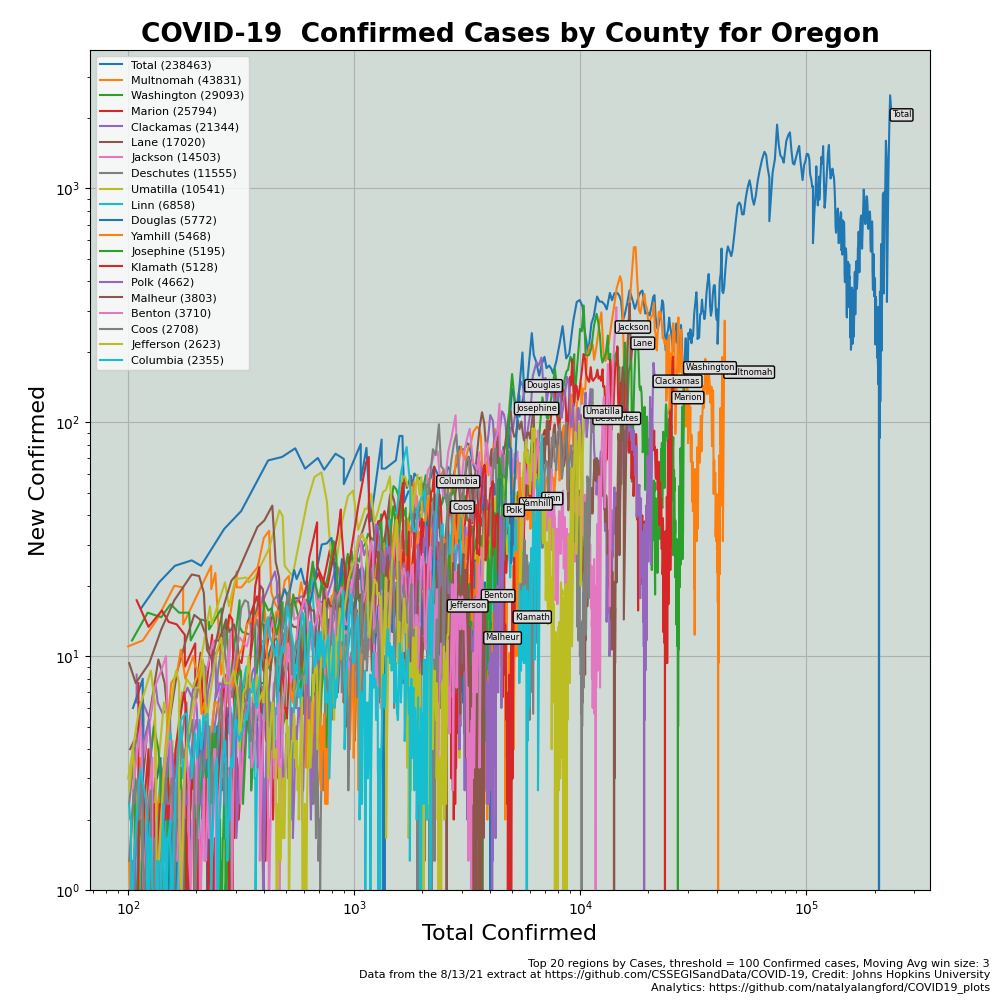 COVID-19  Confirmed Cases by County for Oregon
Total (238463)
Multnomah (43831)
Washington (29093)
Marion (25794)
Clackamas (21344)
Lane (17020)
Jackson (14503)
Deschutes (11555)
Umatilla (10541)
Linn (6858)
Douglas (5772)
Yamhill (5468)
Josephine (5195)
Klamath (5128)
Polk (4662)
Malheur (3803)
Benton (3710)
Coos (2708)
Jefferson (2623)
Columbia (2355)
Total
Jackson
Lane
Washington
Multnomah
Clackamas
Marion
Douglas
Josephine
Umatilla
Deschutes
Columbia
Coos
Linn
Yamhill
Polk
Benton
Jefferson
Klamath
Malheur
New Confirmed
10³
10²
10¹
10⁰
10²
10³
10⁴
10⁵
Total Confirmed
Top 20 regions by Cases, threshold = 100 Confirmed cases, Moving Avg win size: 3
Data from the 8/13/21 extract at https://github.com/CSSEGISandData/COVID-19, Credit: Johns Hopkins University
Analytics: https://github.com/natalyalangford/COVID19_plots